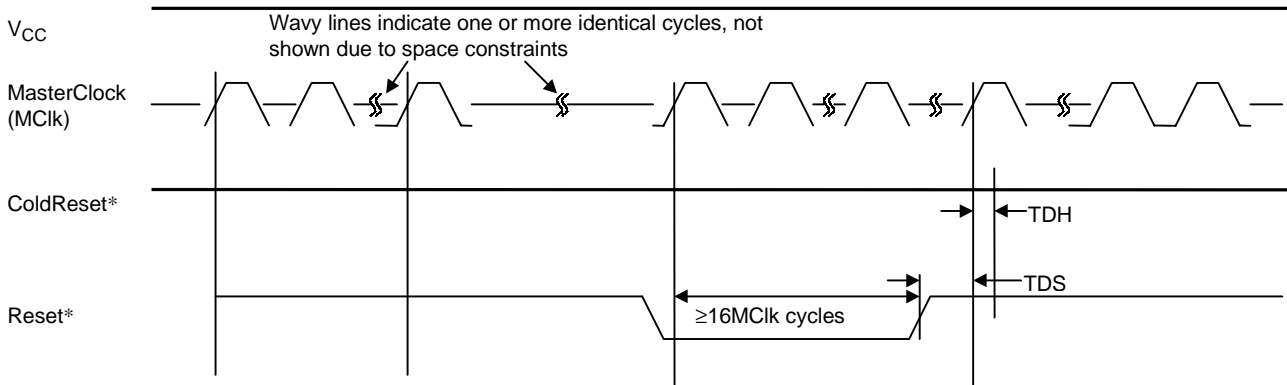 VCC
Wavy lines indicate one or more identical cycles, not
shown due to space constraints
MasterClock
(MClk)
ColdReset*
TDH
TDS
Reset*
≥16MClk cycles